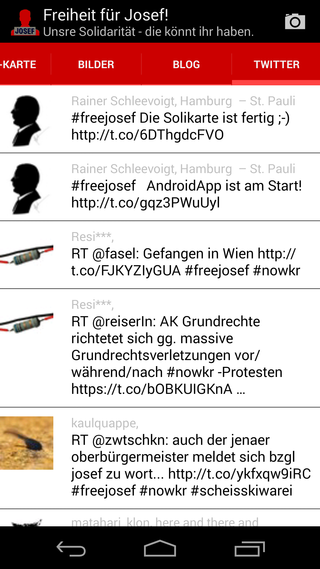 Freiheit für Josef!
JOSEF
Unsre Solidarität - die könnt ihr haben.
-KARTE
BILDER
BLOG
TWITTER
Rainer Schleevoigt, Hamburg – St. Pauli
#freejosef Die Solikarte ist fertig ;-)
http://t.co/6DThgdcFVO
Rainer Schleevoigt, Hamburg – St. Pauli
#freejosef AndroidApp ist am Start!
http://t.co/gqz3PWuUyl
Resi***,
RT @fasel: Gefangen in Wien http://
t.co/FJKYZIyGUA #freejosef #nowkr
Resi***,
RT @reiserIn: AK Grundrechte
richtetet sich gg. massive
Grundrechtsverletzungen vor/
während/nach #nowkr -Protesten
https://t.co/bOBKUIGKnA ...
kaulquappe,
RT @zwtschkn: auch der jenaer
oberbürgermeister meldet sich bzgl
josef zu wort... http://t.co/ykfxqw9iRC
#freejosef #nowkr #scheisskiwarei
matahari, klon, here and there and